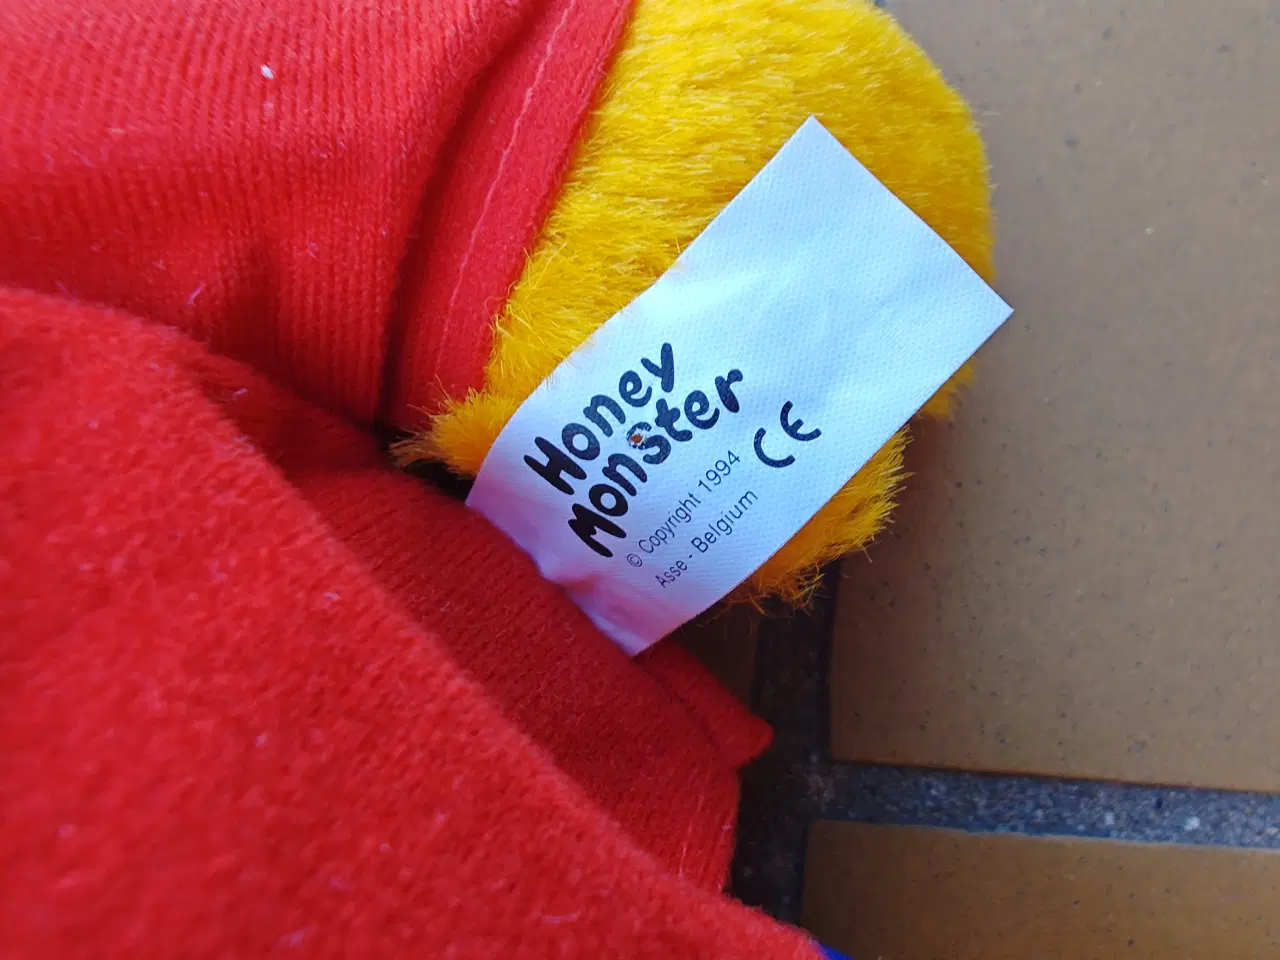 Honey
Monster
© Copyright 1994
Asse - Belgium
CE